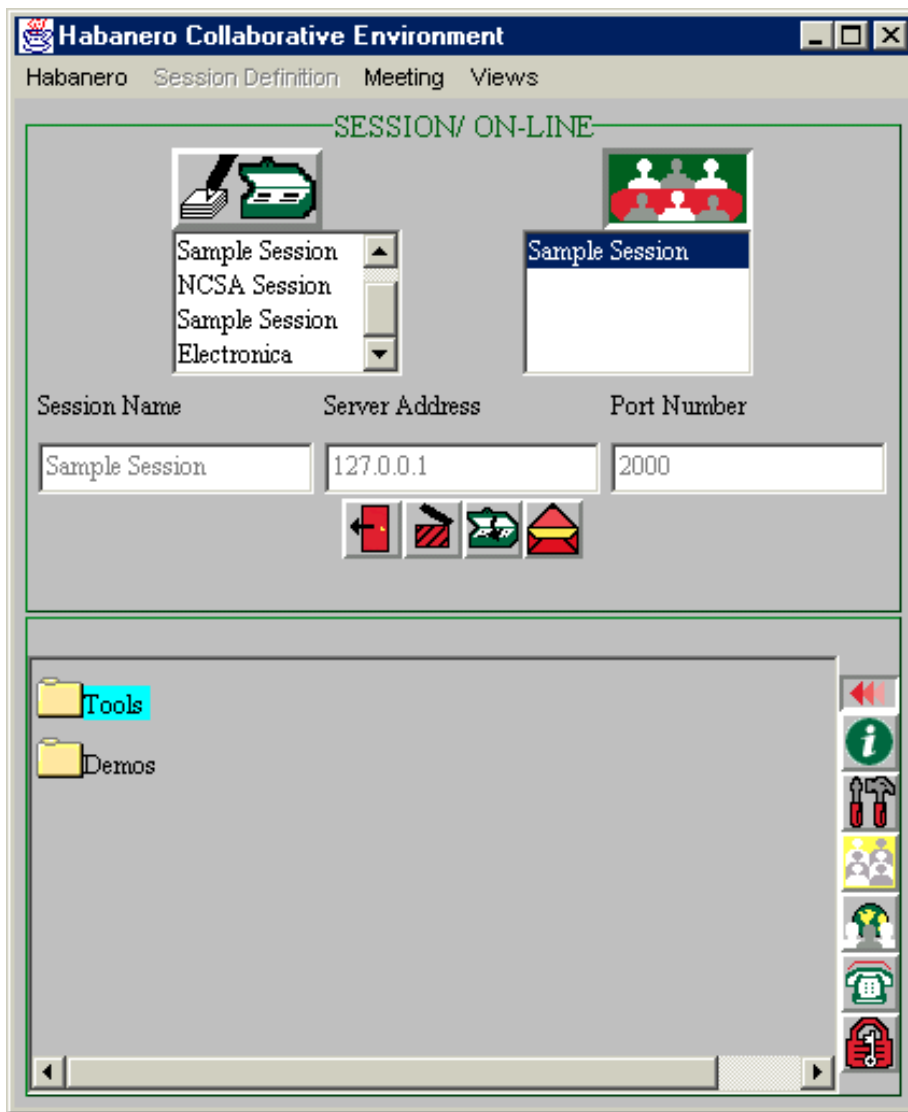 Habanero Collaborative Environment
Habanero Session Definition Meeting Views
SESSION/ ON-LINE
Sample Session
NCSA Session
Sample Session
Electronica
Sample Session
Session Name Server Address Port Number
Sample Session 127.0.0.1 2000
Tools
Demos